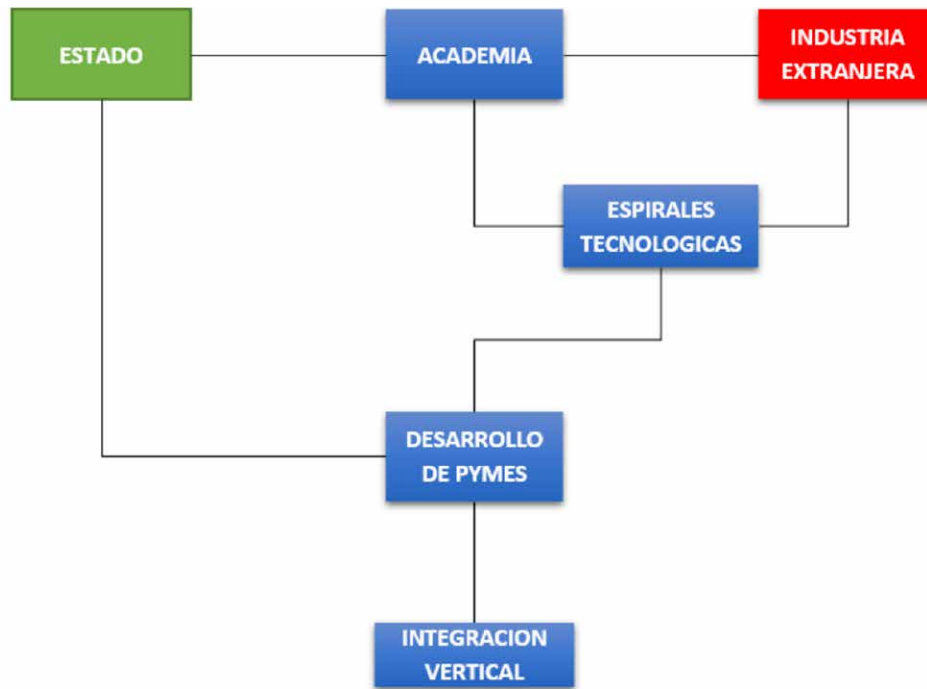 ESTADO
ACADEMIA
INDUSTRIA
EXTRANJERA
ESPIRALES
TECNOLOGICAS
DESARROLLO
DE PYMES
INTEGRACION
VERTICAL